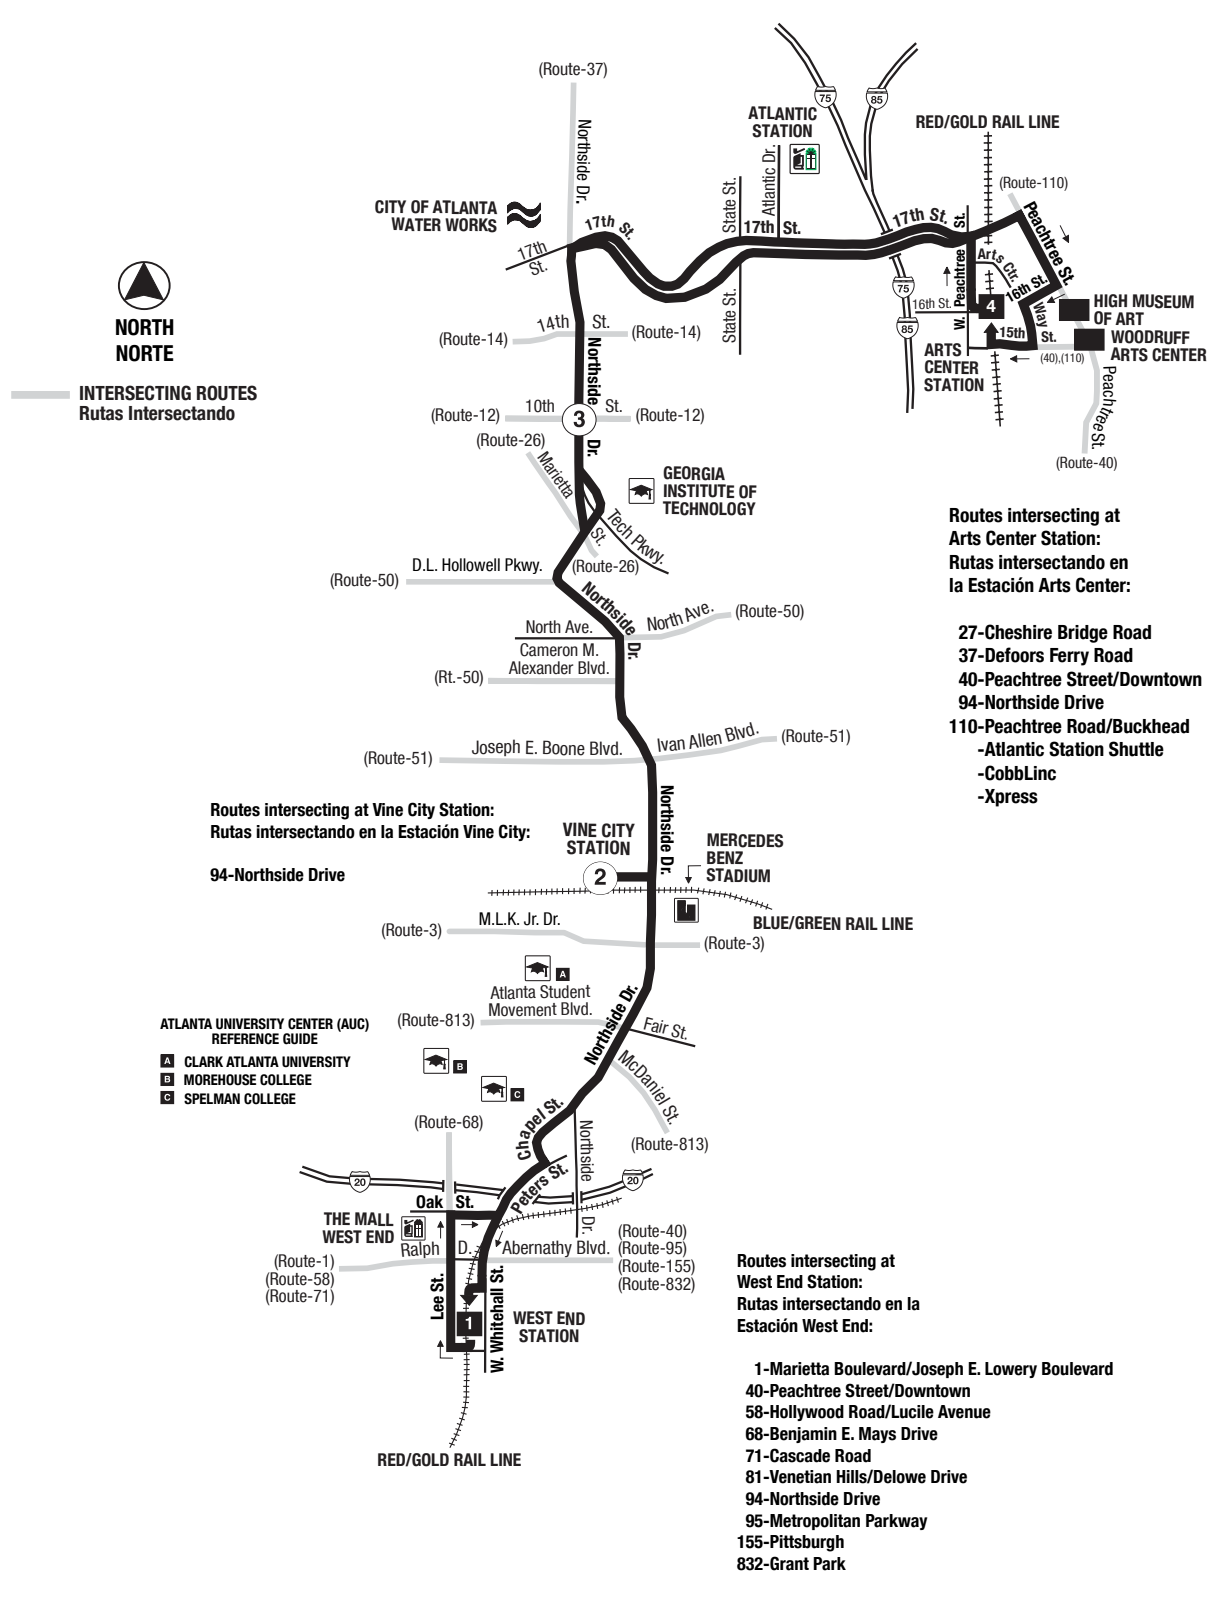 (Route-37)
Northside Dr.
75
85
ATLANTIC
STATION
RED/GOLD RAIL LINE
(Route-110)
CITY OF ATLANTA
WATER WORKS
17th St.
State St.
Atlantic Dr.
17th St.
17th St.
W. Peachtree St.
Peachtree St.
17th
St.
Arts Ctr.
Way
16th St.
16th St.
4
15th
St.
(40),(110)
75
85
State St.
NORTH
NORTE
INTERSECTING ROUTES
Rutas Intersectando
HIGH MUSEUM
OF ART
WOODRUFF
ARTS CENTER
ARTS
CENTER
STATION
Peachtree St.
(Route-40)
(Route-14)
14th St.
(Route-14)
Northside Dr.
(Route-12)
10th St.
(Route-12)
3
(Route-26)
Marietta St.
GEORGIA
INSTITUTE OF
TECHNOLOGY
Tech Pkwy.
(Route-26)
D.L. Hollowell Pkwy.
(Route-50)
Northside Dr.
North Ave.
(Route-50)
North Ave.
Cameron M.
Alexander Blvd.
(Rt.-50)
Routes intersecting at
Arts Center Station:
Rutas intersectando en
la Estación Arts Center:
27-Cheshire Bridge Road
37-Defoors Ferry Road
40-Peachtree Street/Downtown
94-Northside Drive
110-Peachtree Road/Buckhead
-Atlantic Station Shuttle
-CobbLinc
-Xpress
(Route-51)
Joseph E. Boone Blvd.
Ivan Allen Blvd.
(Route-51)
Northside Dr.
Routes intersecting at Vine City Station:
Rutas intersectando en la Estación Vine City:
94-Northside Drive
VINE CITY
STATION
2
MERCEDES
BENZ
STADIUM
BLUE/GREEN RAIL LINE
M.L.K. Jr. Dr.
(Route-3)
(Route-3)
A
Atlanta Student
Movement Blvd.
(Route-813)
Northside Dr.
Fair St.
McDaniel St.
(Route-813)
ATLANTA UNIVERSITY CENTER (AUC)
REFERENCE GUIDE
A CLARK ATLANTA UNIVERSITY
B MOREHOUSE COLLEGE
C SPELMAN COLLEGE
B
C
(Route-68)
Chapel St.
Northside Dr.
Peters St.
20
20
Oak St.
THE MALL
WEST END
Ralph D. Abernathy Blvd.
(Route-1)
(Route-58)
(Route-71)
(Route-40)
(Route-95)
(Route-155)
(Route-832)
Lee St.
1
W. Whitehall St.
WEST END
STATION
RED/GOLD RAIL LINE
Routes intersecting at
West End Station:
Rutas intersectando en la
Estación West End:
1-Marietta Boulevard/Joseph E. Lowery Boulevard
40-Peachtree Street/Downtown
58-Hollywood Road/Lucile Avenue
68-Benjamin E. Mays Drive
71-Cascade Road
81-Venetian Hills/Delowe Drive
94-Northside Drive
95-Metropolitan Parkway
155-Pittsburgh
832-Grant Park